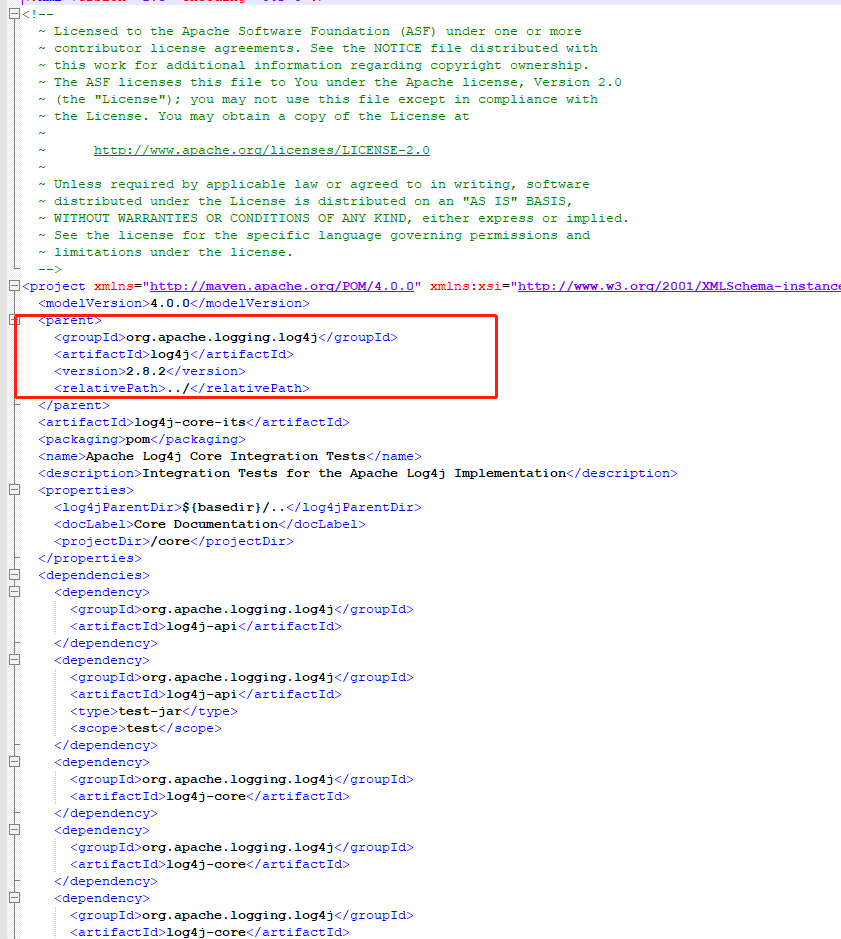 <!--
~ Licensed to the Apache Software Foundation (ASF) under one or more
~ contributor license agreements. See the NOTICE file distributed with
~ this work for additional information regarding copyright ownership.
~ The ASF licenses this file to You under the Apache license, Version 2.0
~ (the "License"); you may not use this file except in compliance with
~ the License. You may obtain a copy of the License at
~
~ http://www.apache.org/licenses/LICENSE-2.0
~
~ Unless required by applicable law or agreed to in writing, software
~ distributed under the License is distributed on an "AS IS" BASIS,
~ WITHOUT WARRANTIES OR CONDITIONS OF ANY KIND, either express or implied.
~ See the license for the specific language governing permissions and
~ limitations under the license.
-->
<project xmlns="http://maven.apache.org/POM/4.0.0" xmlns:xsi="http://www.w3.org/2001/XMLSchema-instance
<modelVersion>4.0.0</modelVersion>
<parent>
<groupId>org.apache.logging.log4j</groupId>
<artifactId>log4j</artifactId>
<version>2.8.2</version>
<relativePath>../</relativePath>
</parent>
<artifactId>log4j-core-its</artifactId>
<packaging>pom</packaging>
<name>Apache Log4j Core Integration Tests</name>
<description>Integration Tests for the Apache Log4j Implementation</description>
<properties>
<log4jParentDir>${basedir}/..</log4jParentDir>
<docLabel>Core Documentation</docLabel>
<projectDir>/core</projectDir>
</properties>
<dependencies>
<dependency>
<groupId>org.apache.logging.log4j</groupId>
<artifactId>log4j-api</artifactId>
</dependency>
<dependency>
<groupId>org.apache.logging.log4j</groupId>
<artifactId>log4j-api</artifactId>
<type>test-jar</type>
<scope>test</scope>
</dependency>
<dependency>
<groupId>org.apache.logging.log4j</groupId>
<artifactId>log4j-core</artifactId>
</dependency>
<dependency>
<groupId>org.apache.logging.log4j</groupId>
<artifactId>log4j-core</artifactId>
</dependency>
<dependency>
<groupId>org.apache.logging.log4j</groupId>
<artifactId>log4j-core</artifactId>